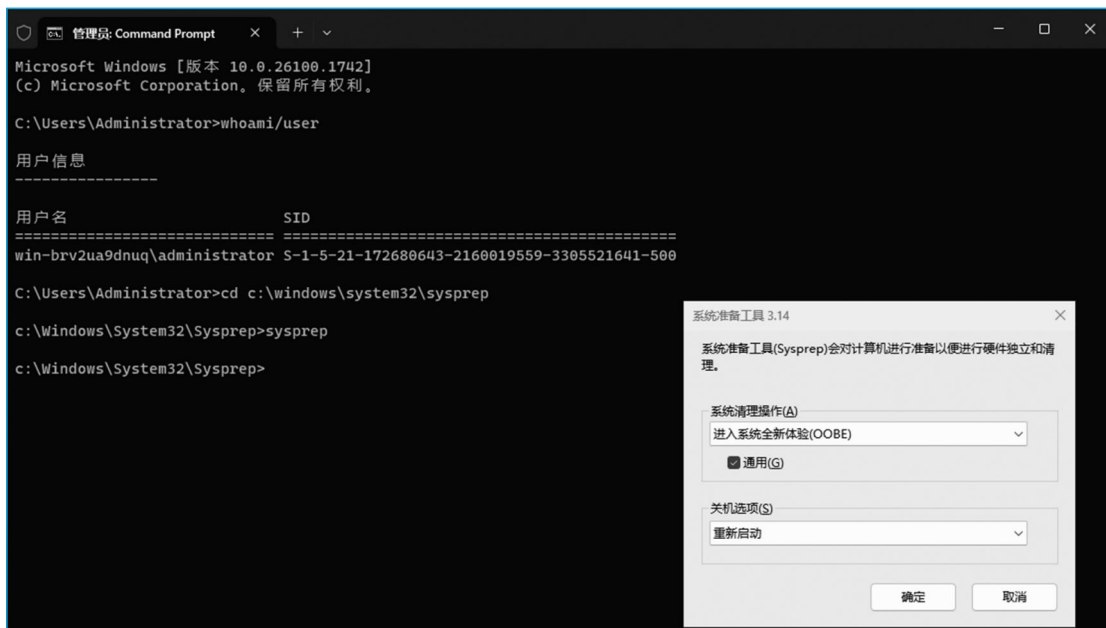 管理员: Command Prompt
Microsoft Windows [版本 10.0.26100.1742]
(c) Microsoft Corporation。保留所有权利。
C:\Users\Administrator>whoami/user
用户信息
----------------
用户名 SID
============================= ============================================
win-brv2ua9dnuq\administrator S-1-5-21-172680643-2160019559-3305521641-500
C:\Users\Administrator>cd c:\windows\system32\sysprep
c:\Windows\System32\Sysprep>sysprep
c:\Windows\System32\Sysprep>
系统准备工具 3.14
系统准备工具(Sysprep)会对计算机进行准备以便进行硬件独立和清
理。
系统清理操作(A)
进入系统全新体验(OOBE)
通用(G)
关机选项(S)
重新启动
确定 取消